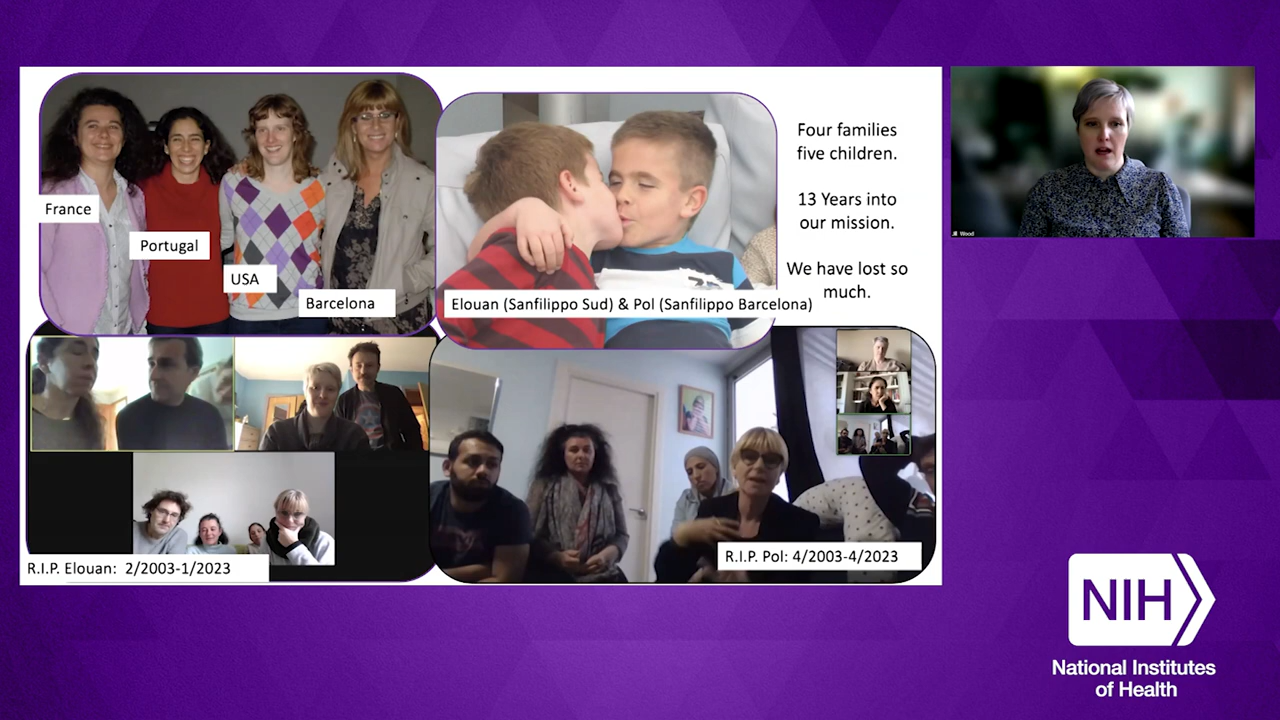 France
Portugal
USA
Barcelona
Elouan (Sanfilippo Sud) & Pol (Sanfilippo Barcelona)
Four families
five children.
13 Years into
our mission.
We have lost so
much.
R.I.P. Elouan: 2/2003-1/2023
R.I.P. Pol: 4/2003-4/2023
Wood
NIH
National Institutes
of Health